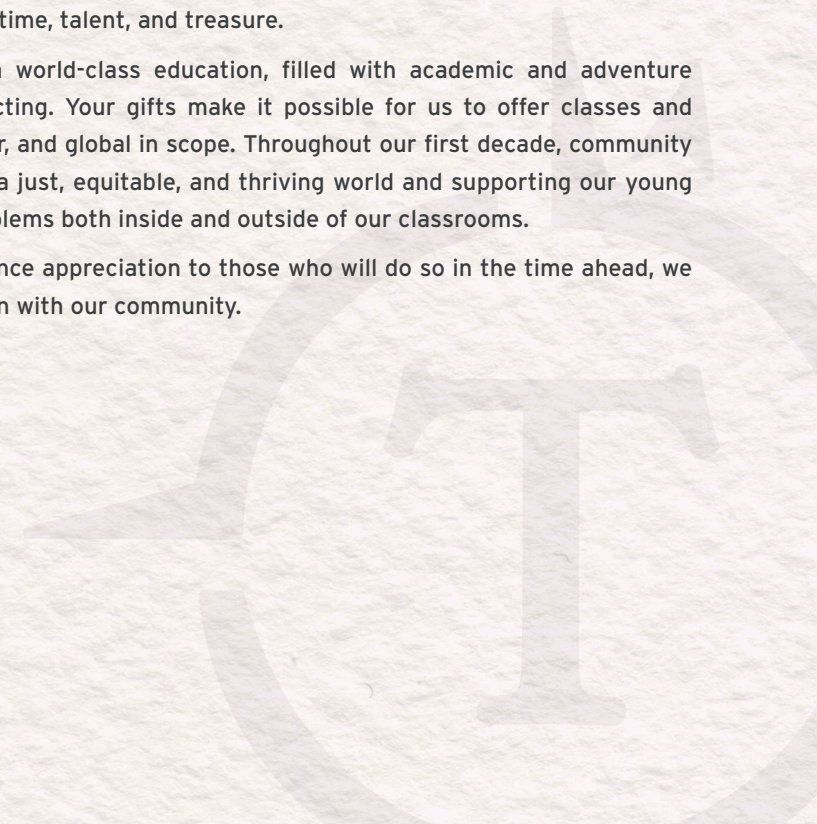 time, talent, and treasure.
world-class education, filled with academic and adventure
cting. Your gifts make it possible for us to offer classes and
r, and global in scope. Throughout our first decade, community
a just, equitable, and thriving world and supporting our young
blems both inside and outside of our classrooms.
nce appreciation to those who will do so in the time ahead, we
n with our community.
T